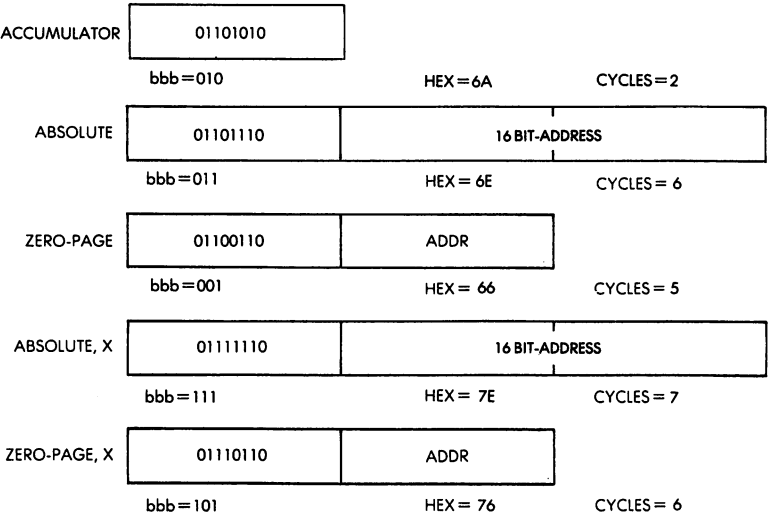 ACCUMULATOR 01101010
bbb=010 HEX=6A CYCLES=2
ABSOLUTE 01101110 16 BIT-ADDRESS
bbb=011 HEX= 6E CYCLES= 6
ZERO-PAGE 01100110 ADDR
bbb=001 HEX= 66 CYCLES= 5
ABSOLUTE, X 01111110 16 BIT-ADDRESS
bbb=111 HEX= 7E CYCLES= 7
ZERO-PAGE, X 01110110 ADDR
bbb=101 HEX= 76 CYCLES= 6